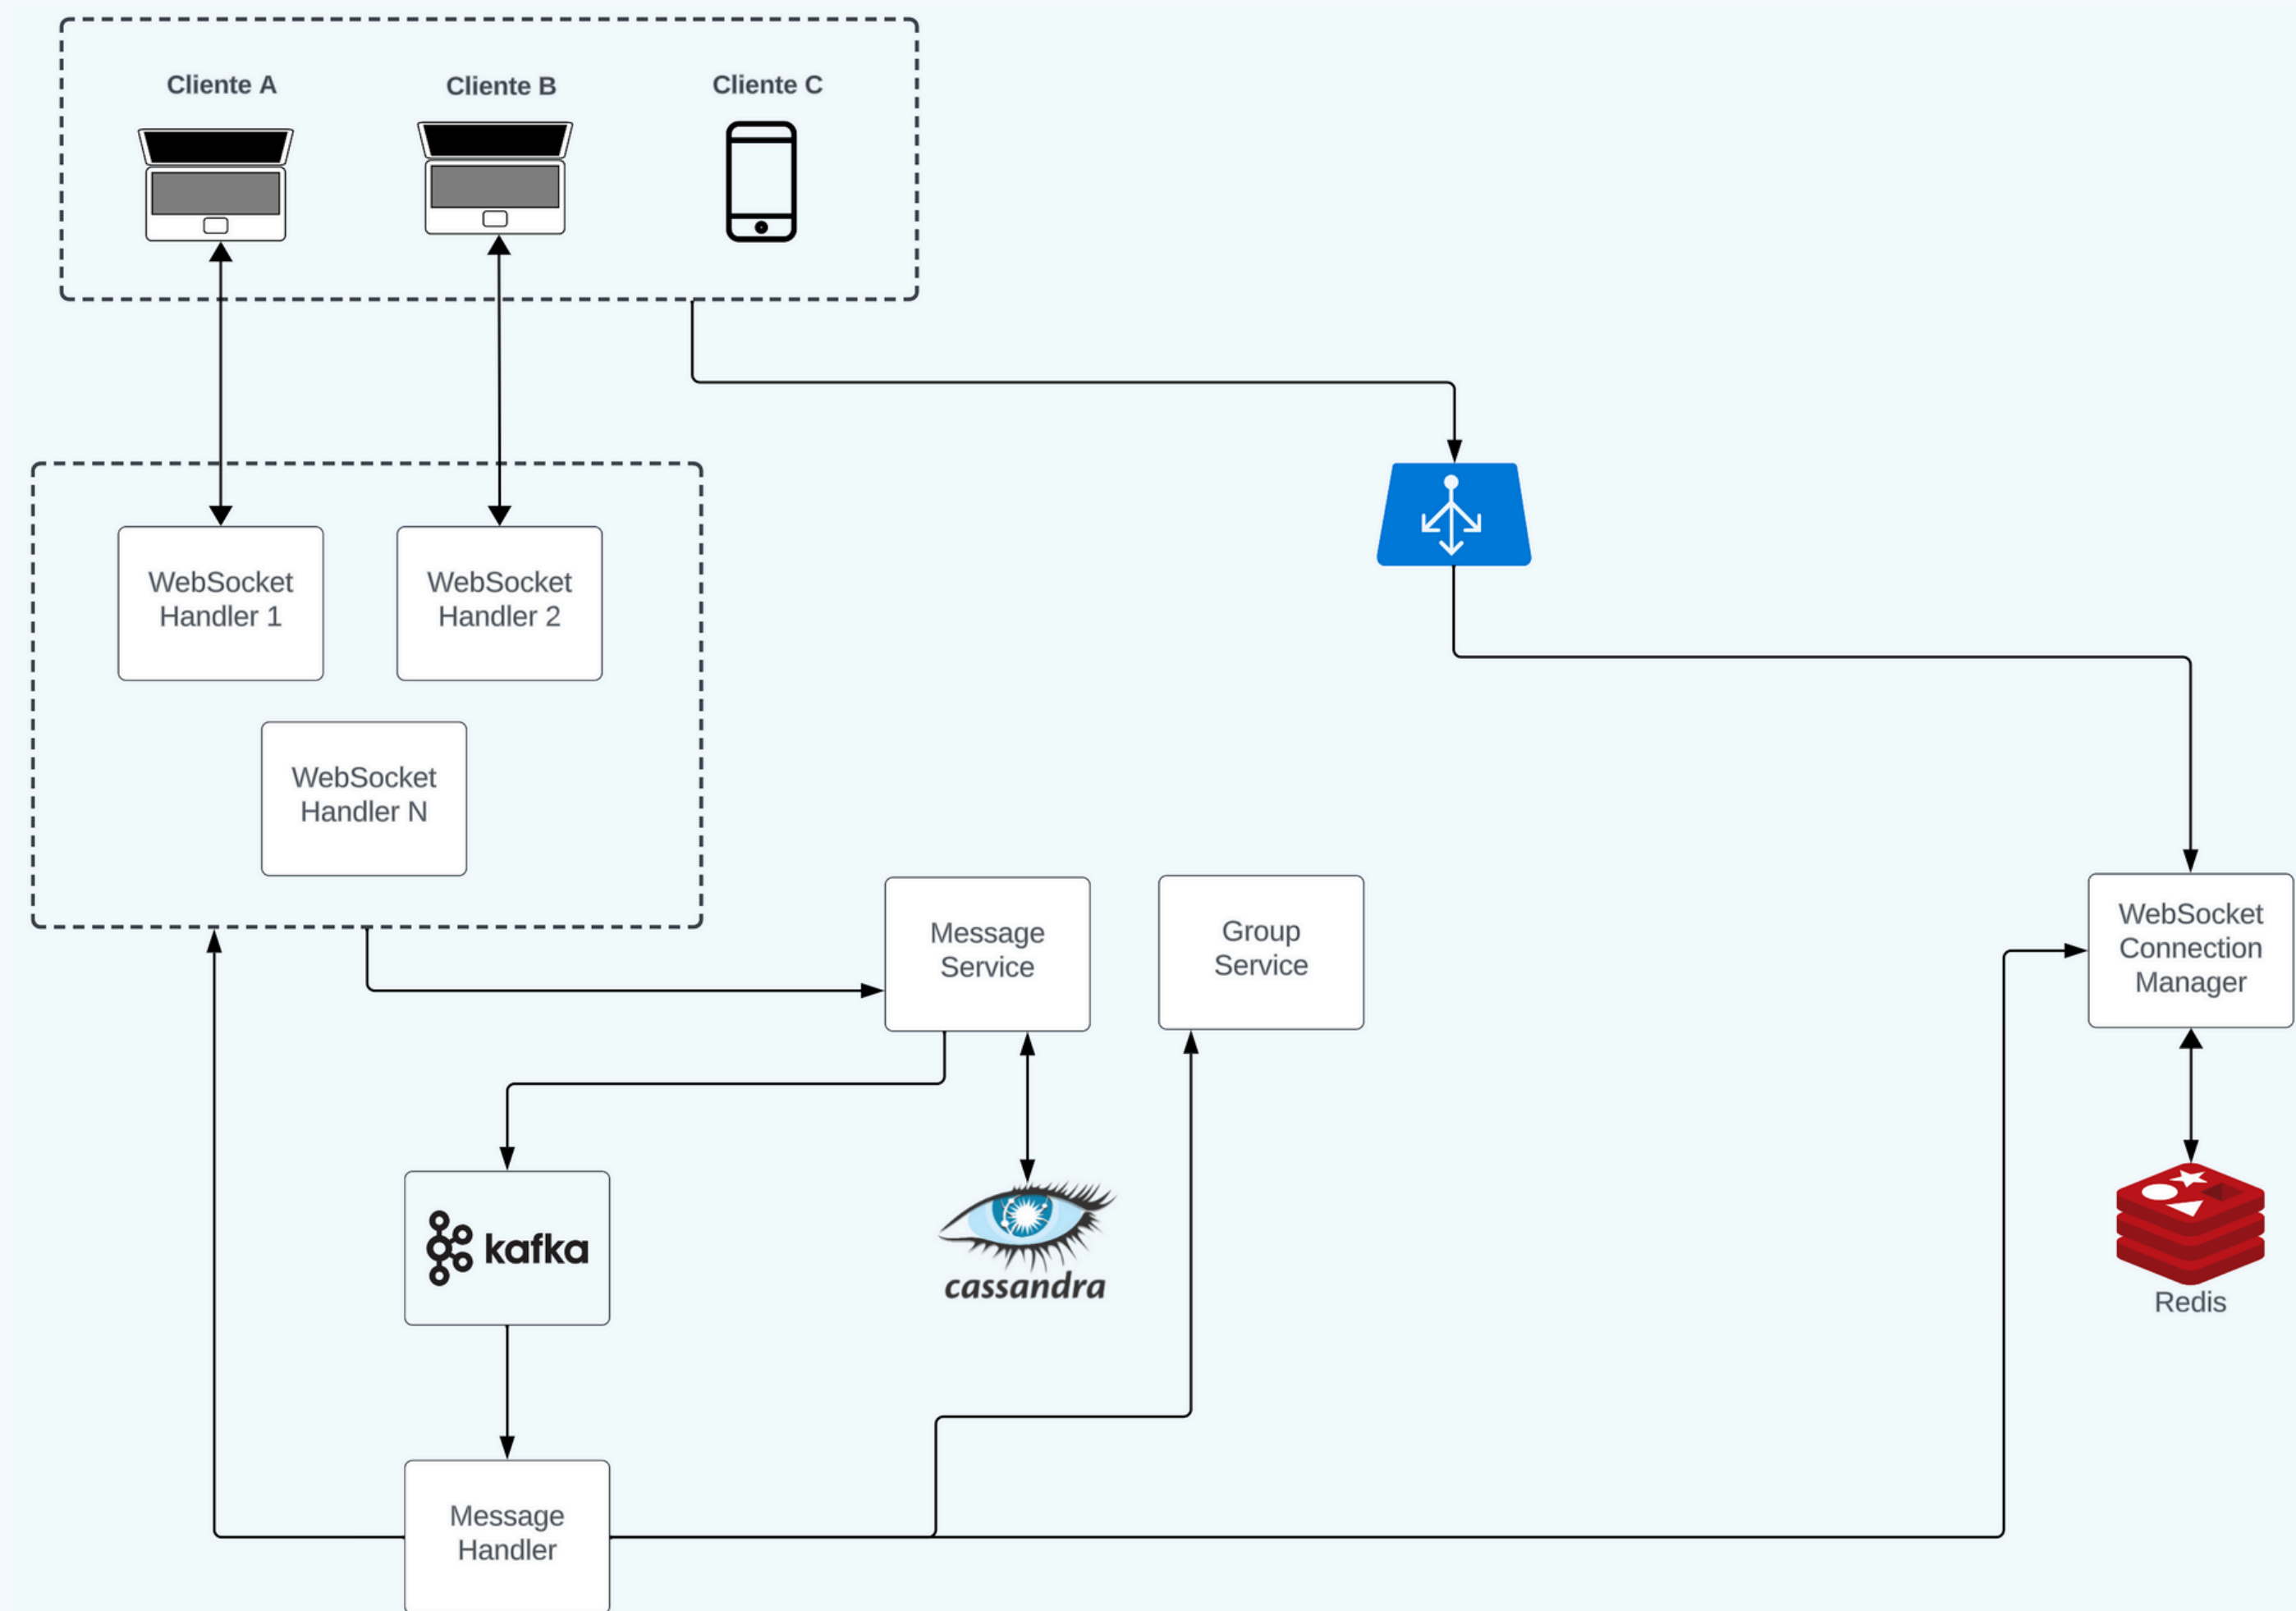 Cliente A
Cliente B
Cliente C
WebSocket
Handler 1
WebSocket
Handler 2
WebSocket
Handler N
Message
Service
Group
Service
WebSocket
Connection
Manager
kafka
cassandra
Redis
Message
Handler